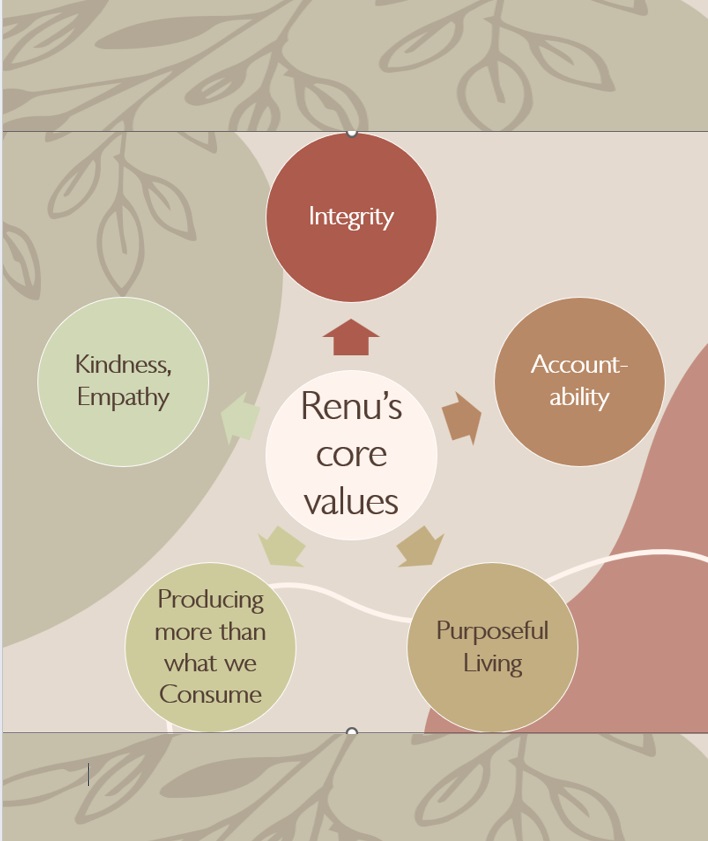 Integrity
Kindness,
Empathy
Account-
ability
Renu’s
core
values
Producing
more than
what we
Consume
Purposeful
Living